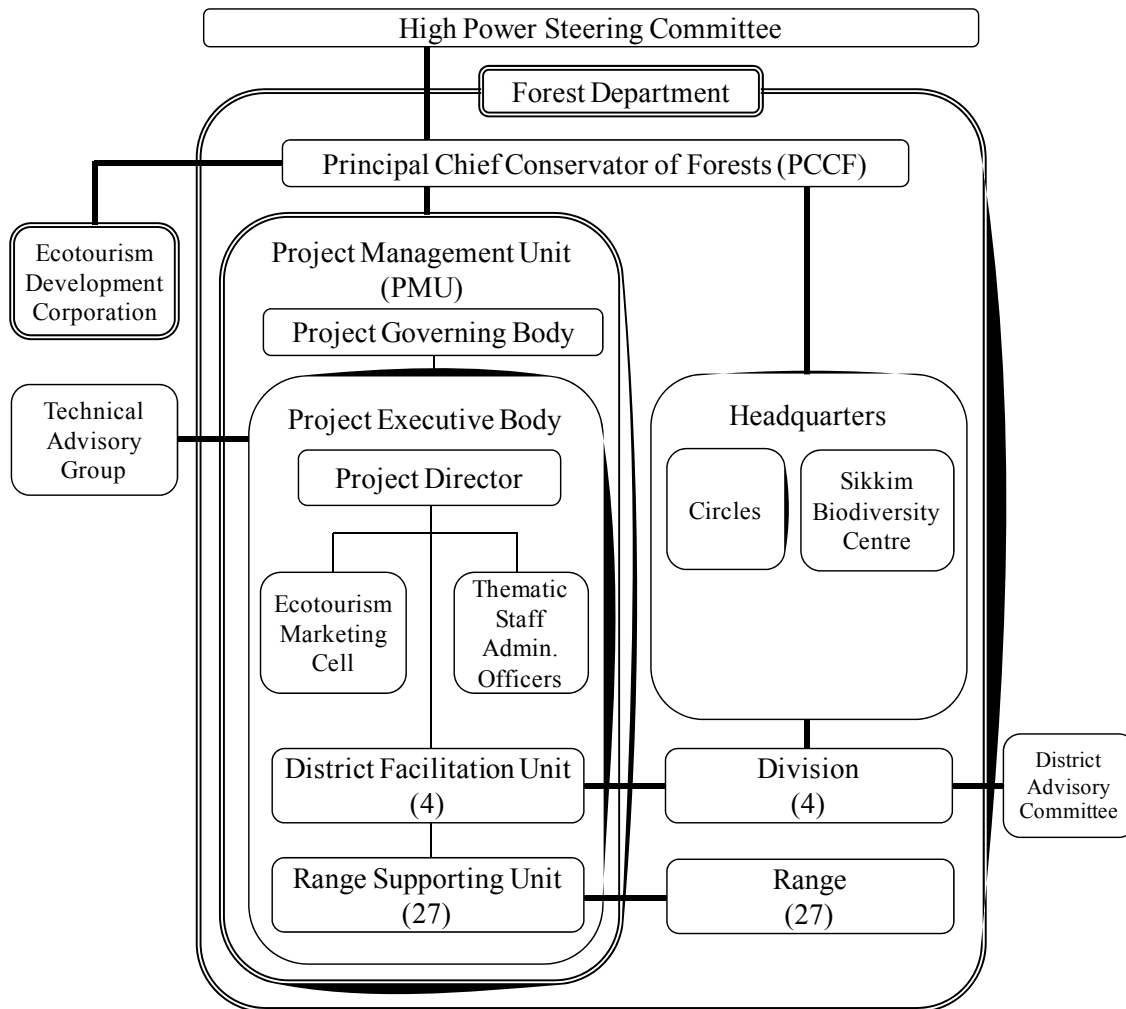 High Power Steering Committee
Forest Department
Principal Chief Conservator of Forests (PCCF)
Ecotourism
Development
Corporation
Project Management Unit
(PMU)
Project Governing Body
Technical
Advisory
Group
Project Executive Body
Project Director
Ecotourism
Marketing
Cell
Thematic
Staff
Admin.
Officers
Headquarters
Circles
Sikkim
Biodiversity
Centre
District Facilitation Unit
(4)
Division
(4)
District
Advisory
Committee
Range Supporting Unit
(27)
Range
(27)